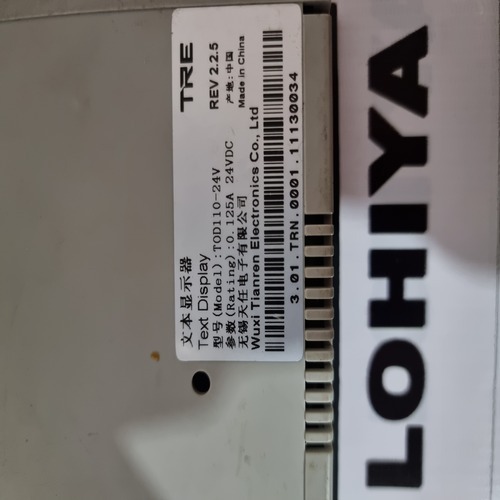 TRE
REV 2.2.5
产地:中国
Made in China
文本显示器
Text Display
型号(Model):TOD110-24V
参数(Rating):0.125A 24VDC
无锡天任电子有限公司
Wuxi Tianren Electronics Co., Ltd
3.01.TRN.0001.11130034
LOHIYA